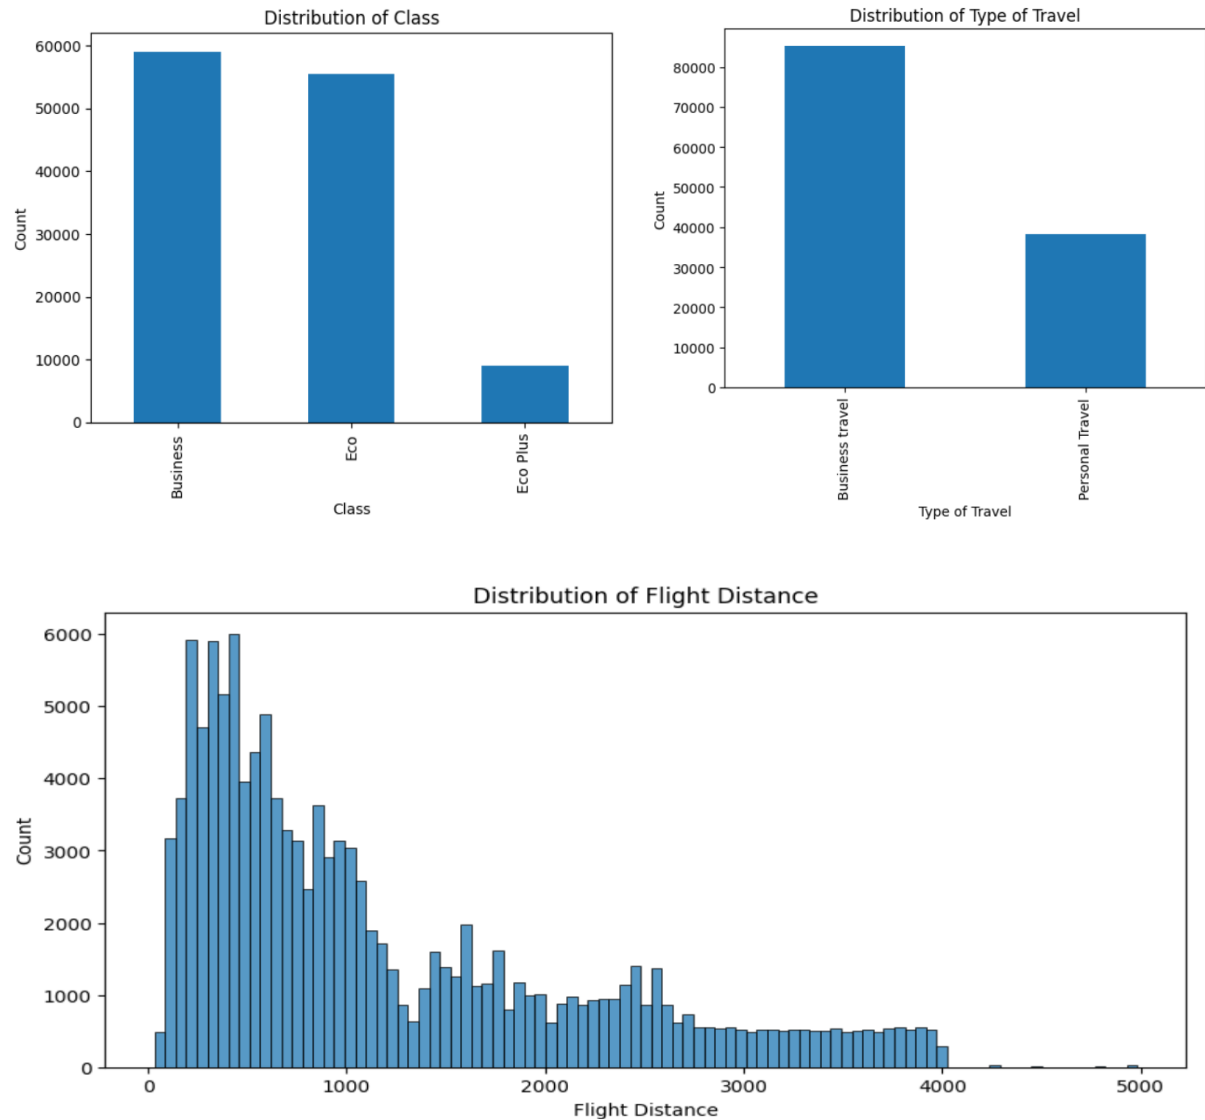 Distribution of Class
60000
50000
40000
30000
20000
10000
0
Count
Business
Eco
Eco Plus
Class
Distribution of Type of Travel
80000
70000
60000
50000
40000
30000
20000
10000
0
Count
Business travel
Personal Travel
Type of Travel
Distribution of Flight Distance
6000
5000
4000
3000
2000
1000
0
Count
0 1000 2000 3000 4000 5000
Flight Distance